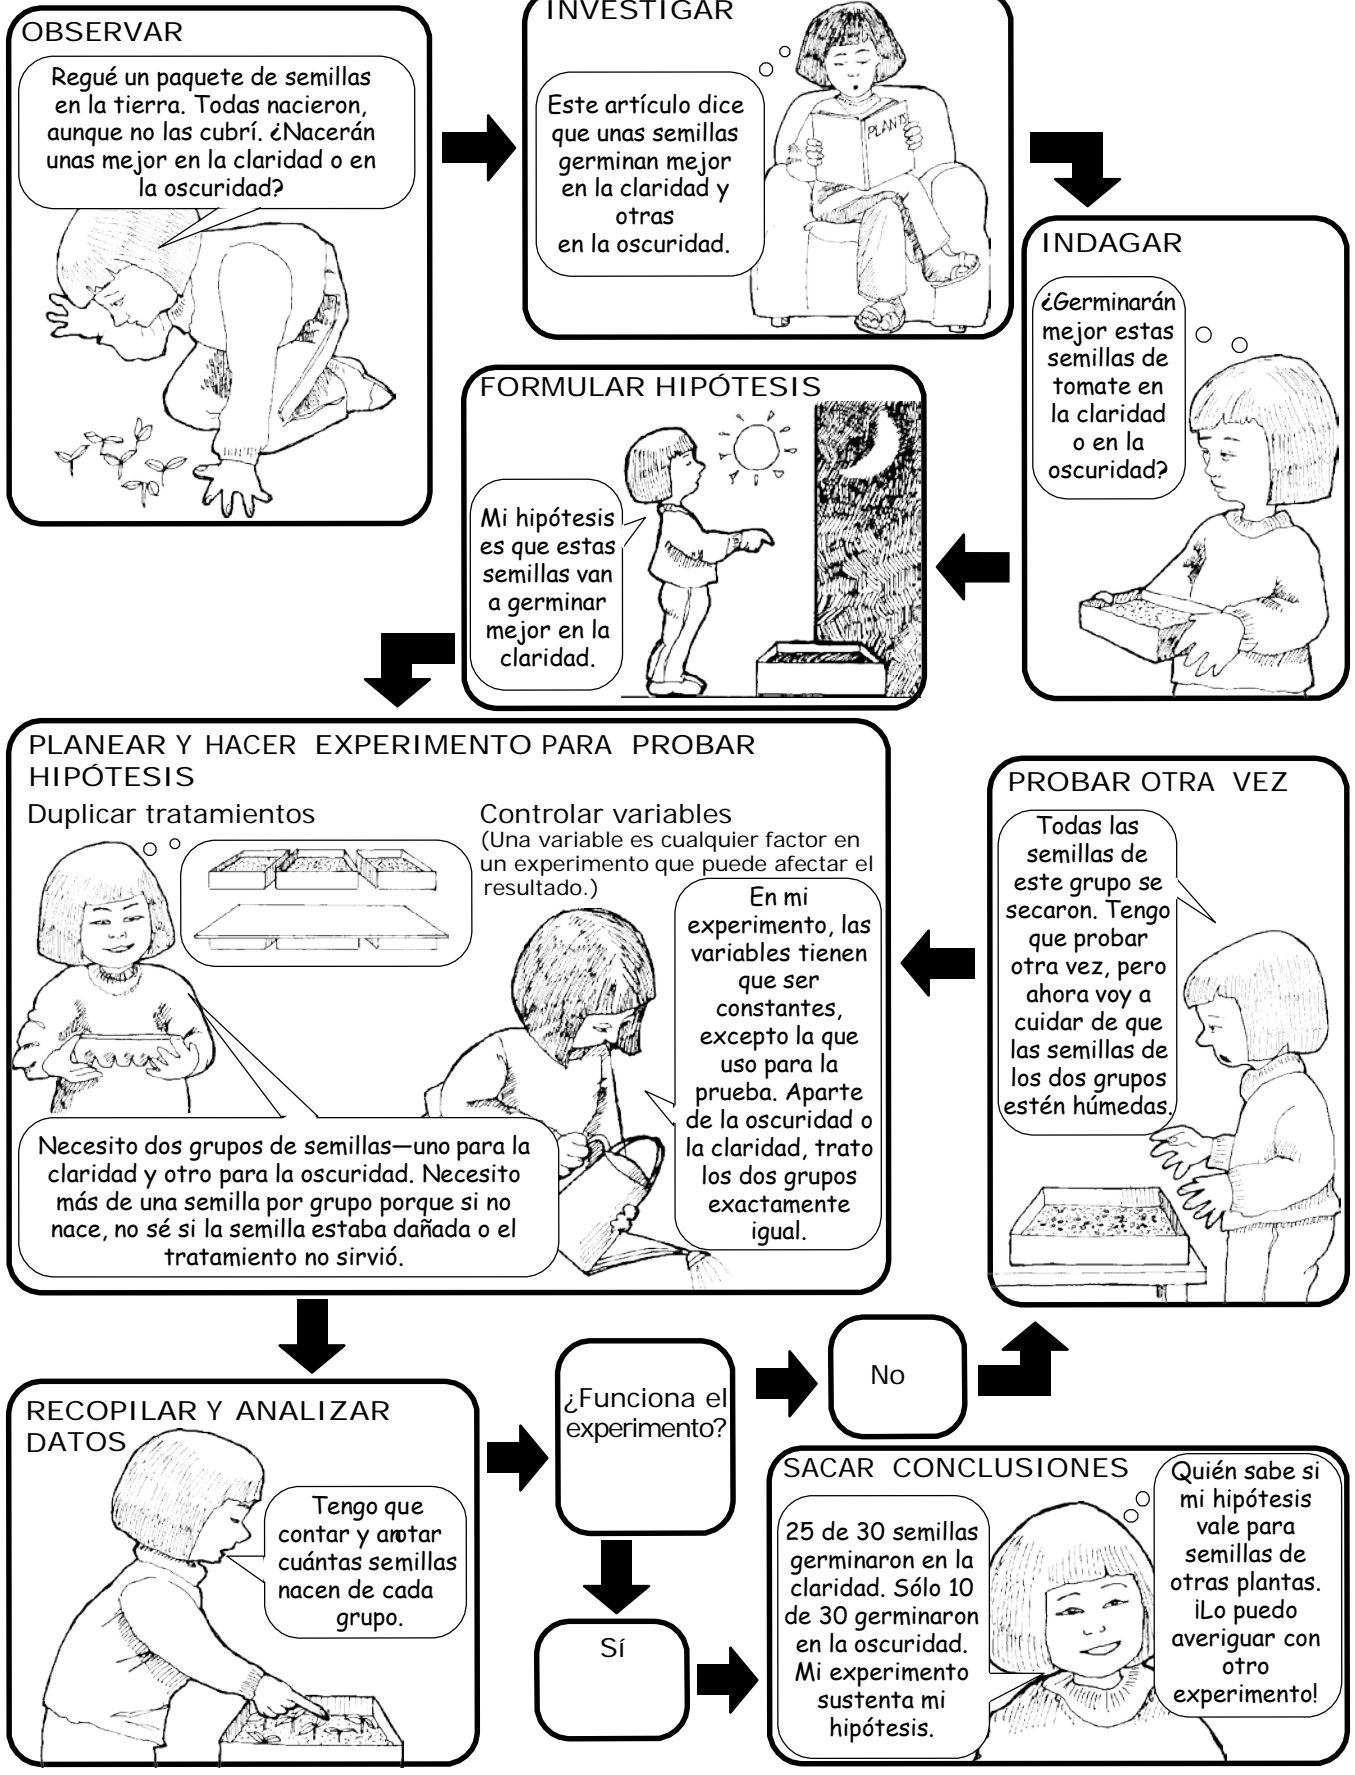 OBSERVAR
Regué un paquete de semillas
en la tierra. Todas nacieron,
aunque no las cubrí. ¿Nacerán
unas mejor en la claridad o en
la oscuridad?
INVESTIGAR
Este artículo dice
que unas semillas
germinan mejor
en la claridad y
otras
en la oscuridad.
PLANTS
INDAGAR
¿Germinarán
mejor estas
semillas de
tomate en
la claridad
o en la
oscuridad?
FORMULAR HIPÓTESIS
Mi hipótesis
es que estas
semillas van
a germinar
mejor en la
claridad.
PLANEAR Y HACER EXPERIMENTO PARA PROBAR
HIPÓTESIS
Duplicar tratamientos
Necesito dos grupos de semillas—uno para la
claridad y otro para la oscuridad. Necesito
más de una semilla por grupo porque si no
nace, no sé si la semilla estaba dañada o el
tratamiento no sirvió.
Controlar variables
(Una variable es cualquier factor en
un experimento que puede afectar el
resultado.)
En mi
experimento, las
variables tienen
que ser
constantes,
excepto la que
uso para la
prueba. Aparte
de la oscuridad o
la claridad, trato
los dos grupos
exactamente
igual.
PROBAR OTRA VEZ
Todas las
semillas de
este grupo se
secaron. Tengo
que probar
otra vez, pero
ahora voy a
cuidar de que
las semillas de
los dos grupos
estén húmedas.
RECOPILAR Y ANALIZAR
DATOS
Tengo que
contar y anotar
cuántas semillas
nacen de cada
grupo.
¿Funciona el
experimento?
No
Sí
SACAR CONCLUSIONES
25 de 30 semillas
germinaron en la
claridad. Sólo 10
de 30 germinaron
en la oscuridad.
Mi experimento
sustenta mi
hipótesis.
Quién sabe si
mi hipótesis
vale para
semillas de
otras plantas.
¡Lo puedo
averiguar con
otro
experimento!